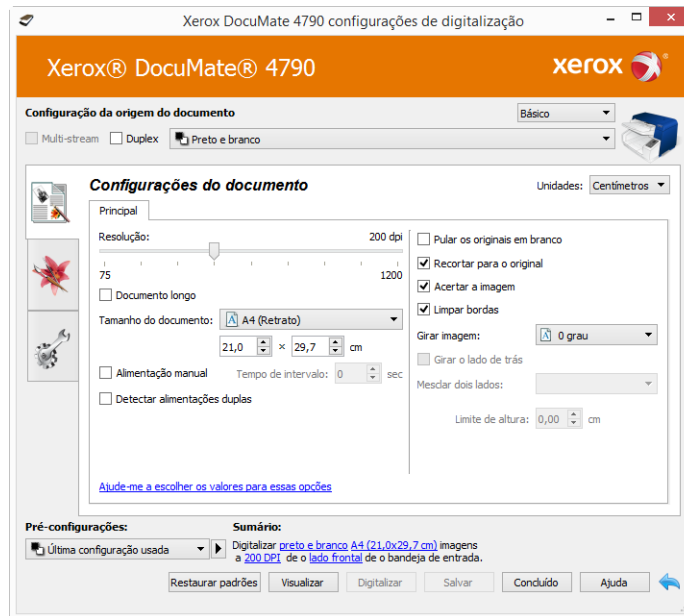 Xerox DocuMate 4790 configurações de digitalização
Xerox® DocuMate® 4790
xerox
Configuração da origem do documento
Básico
Multi-stream
Duplex
Preto e branco
Configurações do documento
Unidades:
Centímetros
Principal
Resolução:
200 dpi
75
1200
Documento longo
Tamanho do documento:
A4 (Retrato)
21,0 × 29,7 cm
Alimentação manual
Tempo de intervalo: 0 sec
Detectar alimentações duplas
Ajude-me a escolher os valores para essas opções
Pular os originais em branco
Recortar para o original
Acertar a imagem
Limpar bordas
Girar imagem:
0 grau
Girar o lado de trás
Mesclar dois lados:
Limite de altura: 0,00 cm
Pré-configurações:
Última configuração usada
Sumário:
Digitalizar preto e branco A4 (21,0x29,7 cm) imagens
a 200 DPI de o lado frontal de o bandeja de entrada.
Restaurar padrões
Visualizar
Digitalizar
Salvar
Concluído
Ajuda